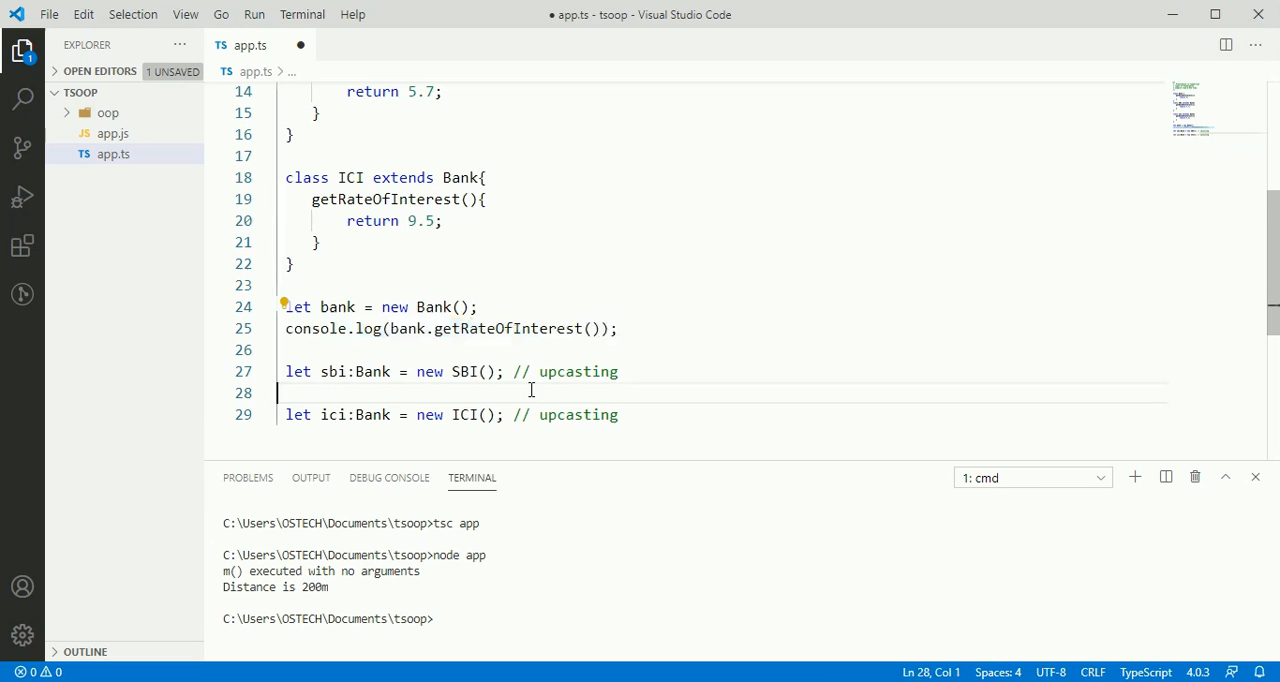 File Edit Selection View Go Run Terminal Help ● app.ts - tsoop - Visual Studio Code
EXPLORER ··· TS app.ts ●
OPEN EDITORS 1 UNSAVED TS app.ts > ...
TSOOP
oop
JS app.js
TS app.ts
14 return 5.7;
15 }
16 }
17
18 class ICI extends Bank{
19 getRateOfInterest(){
20 return 9.5;
21 }
22 }
23
24 let bank = new Bank();
25 console.log(bank.getRateOfInterest());
26
27 let sbi:Bank = new SBI(); // upcasting
28
29 let ici:Bank = new ICI(); // upcasting
PROBLEMS OUTPUT DEBUG CONSOLE TERMINAL 1: cmd
C:\Users\OSTECH\Documents\tsoop>tsc app
C:\Users\OSTECH\Documents\tsoop>node app
m() executed with no arguments
Distance is 200m
C:\Users\OSTECH\Documents\tsoop>
OUTLINE
0 0 Ln 28, Col 1 Spaces: 4 UTF-8 CRLF TypeScript 4.0.3
1